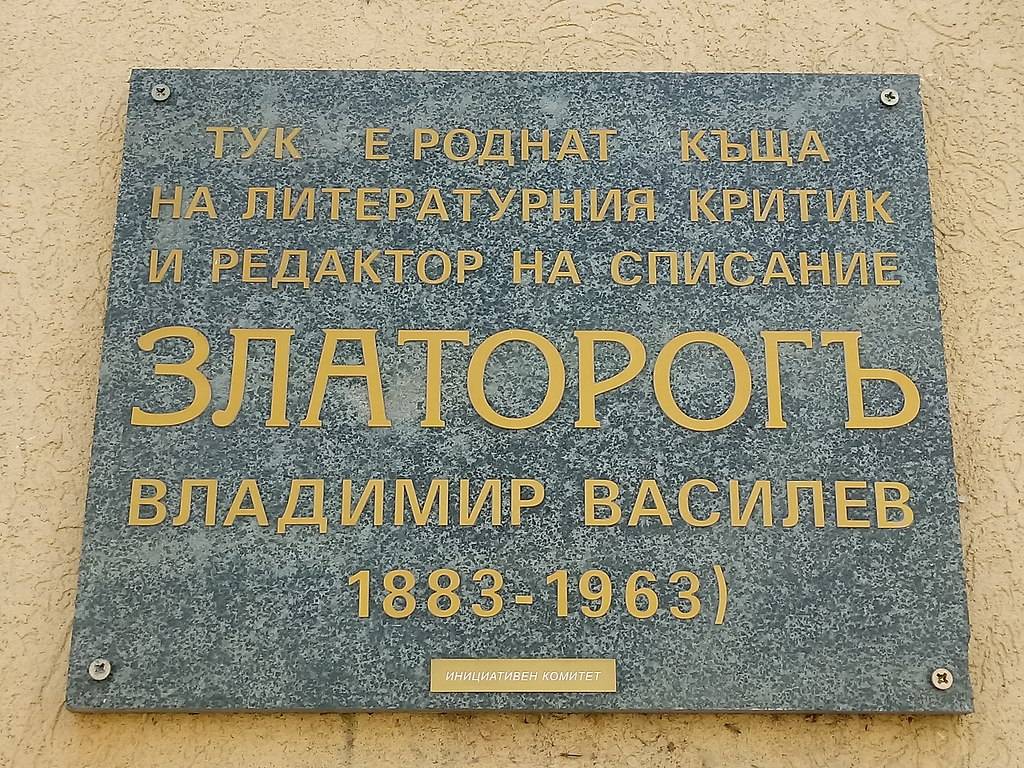 ТУК Е РОДНАТ КЪЩА
НА ЛИТЕРАТУРНИЯ КРИТИК
И РЕДАКТОР НА СПИСАНИЕ
ЗЛАТОРОГЪ
ВЛАДИМИР ВАСИЛЕВ
1883-1963)
ИНИЦИАТИВЕН КОМИТЕТ